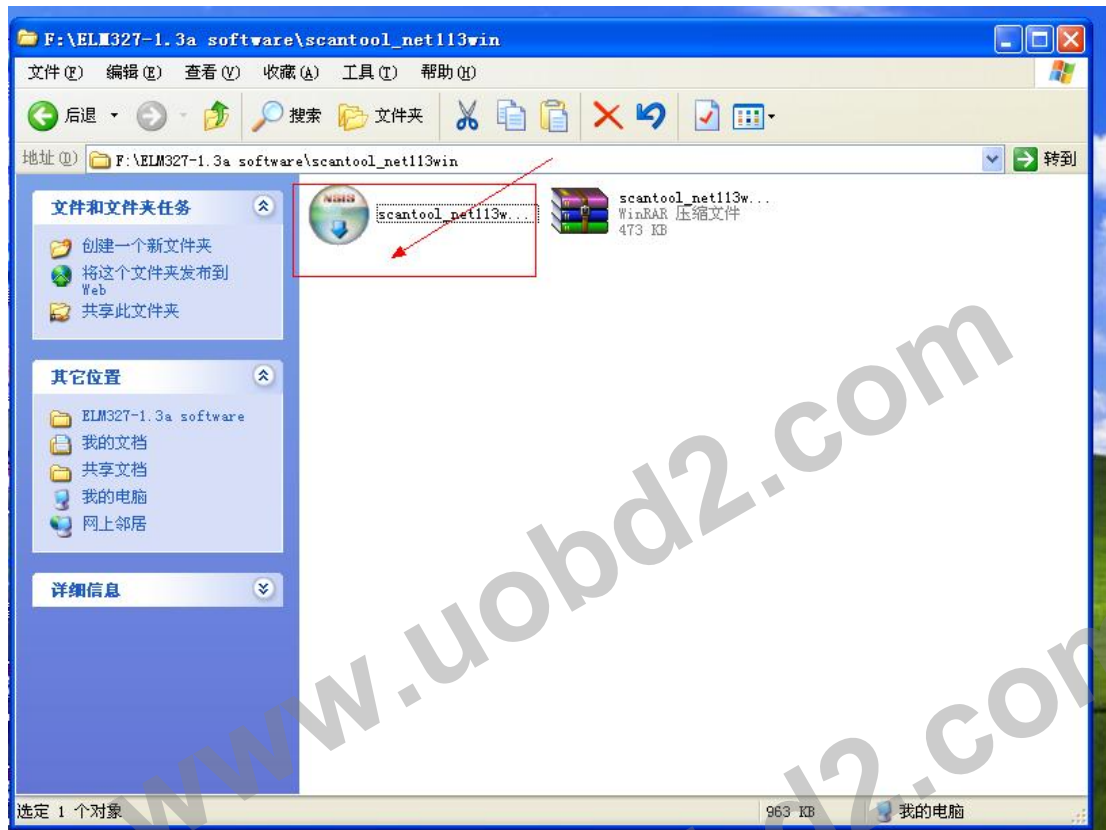 F:\ELM327-1.3a software\scantool_net113win
文件(F) 编辑(E) 查看(V) 收藏(A) 工具(T) 帮助(H)
后退 搜索 文件夹
地址(D) F:\ELM327-1.3a software\scantool_net113win 转到
文件和文件夹任务
创建一个新文件夹
将这个文件夹发布到
Web
共享此文件夹
其它位置
ELM327-1.3a software
我的文档
共享文档
我的电脑
网上邻居
详细信息
NSIS
scantool_net113w...
scantool_net113w...
WinRAR 压缩文件
473 KB
www.uobd2.com
d2.com
选定 1 个对象 963 KB 我的电脑